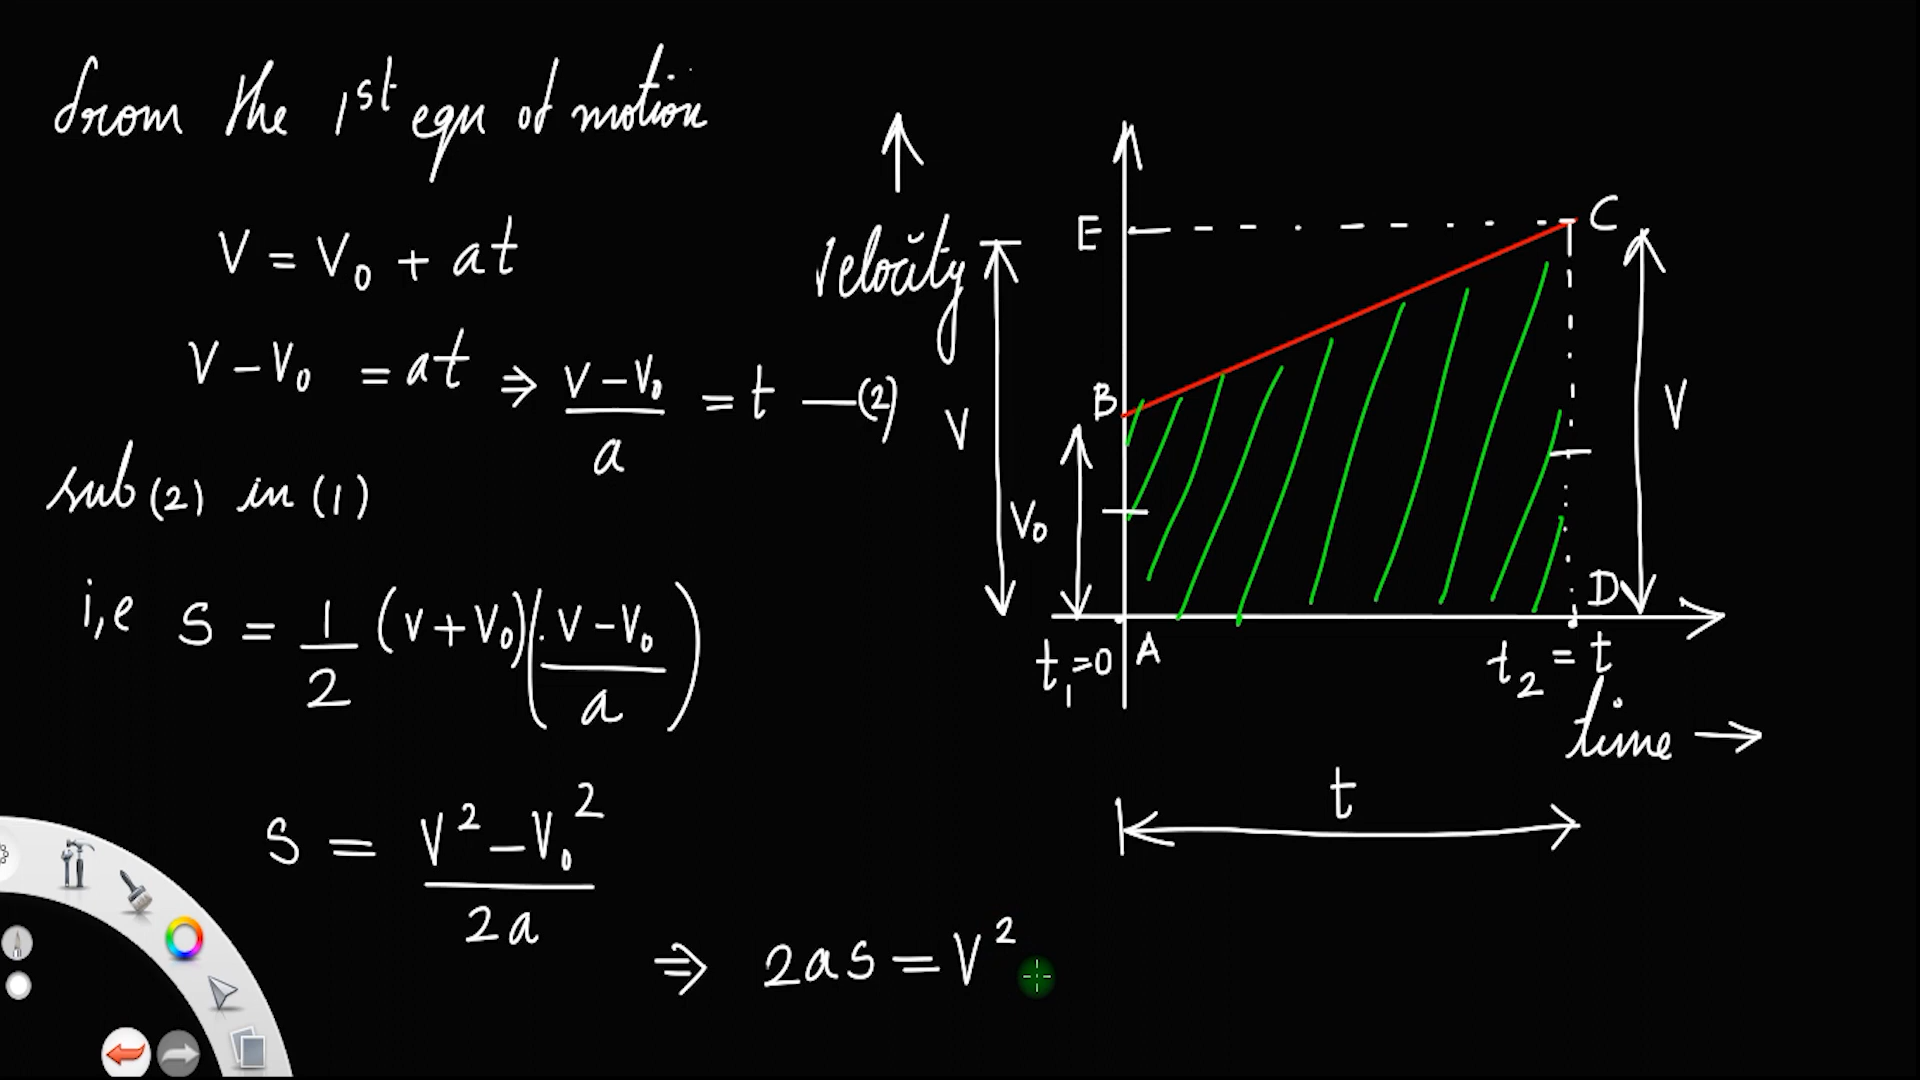 from the 1st equ of motion
V = V₀ + at
V - V₀ = at ⇒ (V - V₀)/a = t —(2)
sub (2) in (1)
i,e S = 1/2 (V + V₀)(V - V₀ / a)
S = (V² - V₀²)/2a
⇒ 2as = V²
velocity
E
C
B
V
V
V₀
D
t₁=0
A
t₂ = t
time →
t